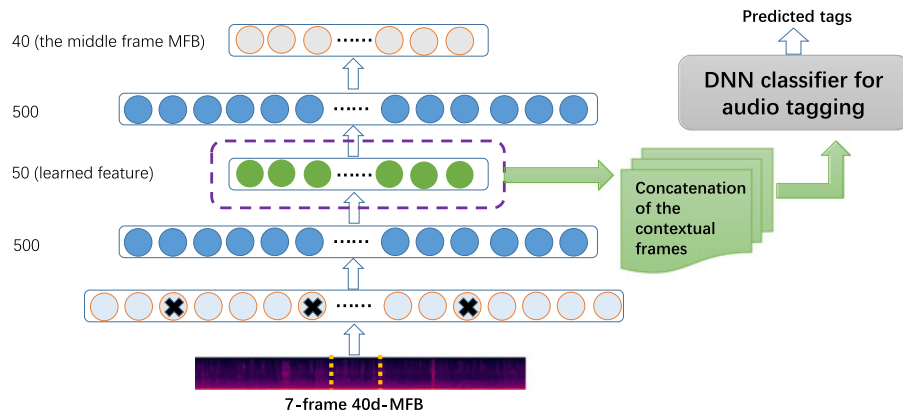 Predicted tags
40 (the middle frame MFB)
DNN classifier for
audio tagging
500
50 (learned feature)
Concatenation
of the
contextual
frames
500
7-frame 40d-MFB